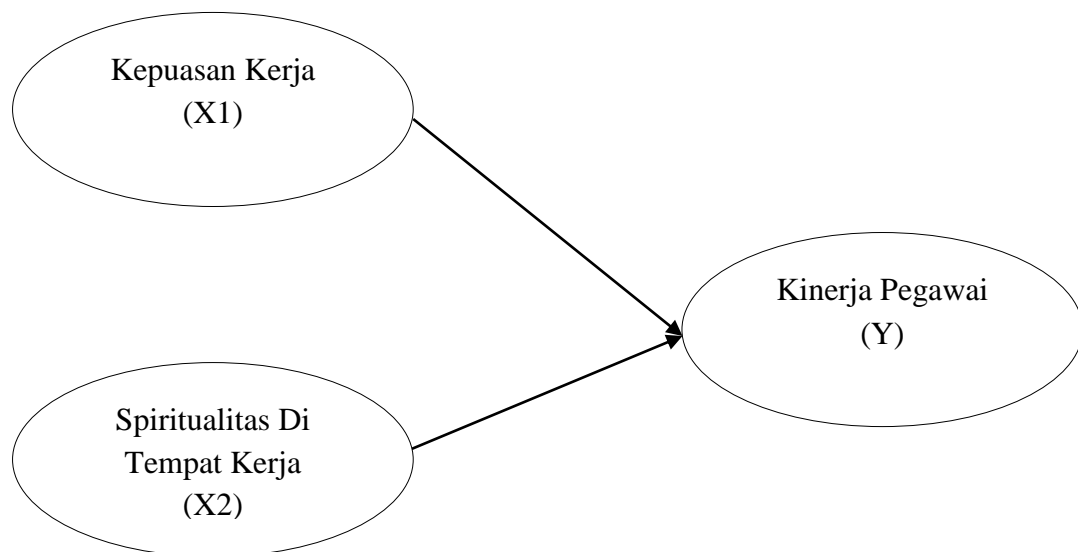 Kepuasan Kerja
(X1)
Kinerja Pegawai
(Y)
Spiritualitas Di
Tempat Kerja
(X2)